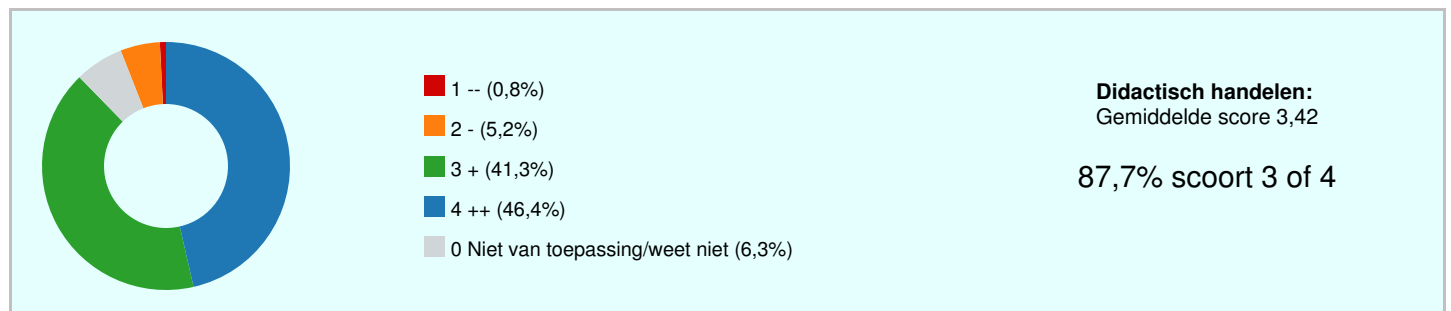 1 -- (0,8%)
2 - (5,2%)
3 + (41,3%)
4 ++ (46,4%)
0 Niet van toepassing/weet niet (6,3%)
Didactisch handelen:
Gemiddelde score 3,42
87,7% scoort 3 of 4